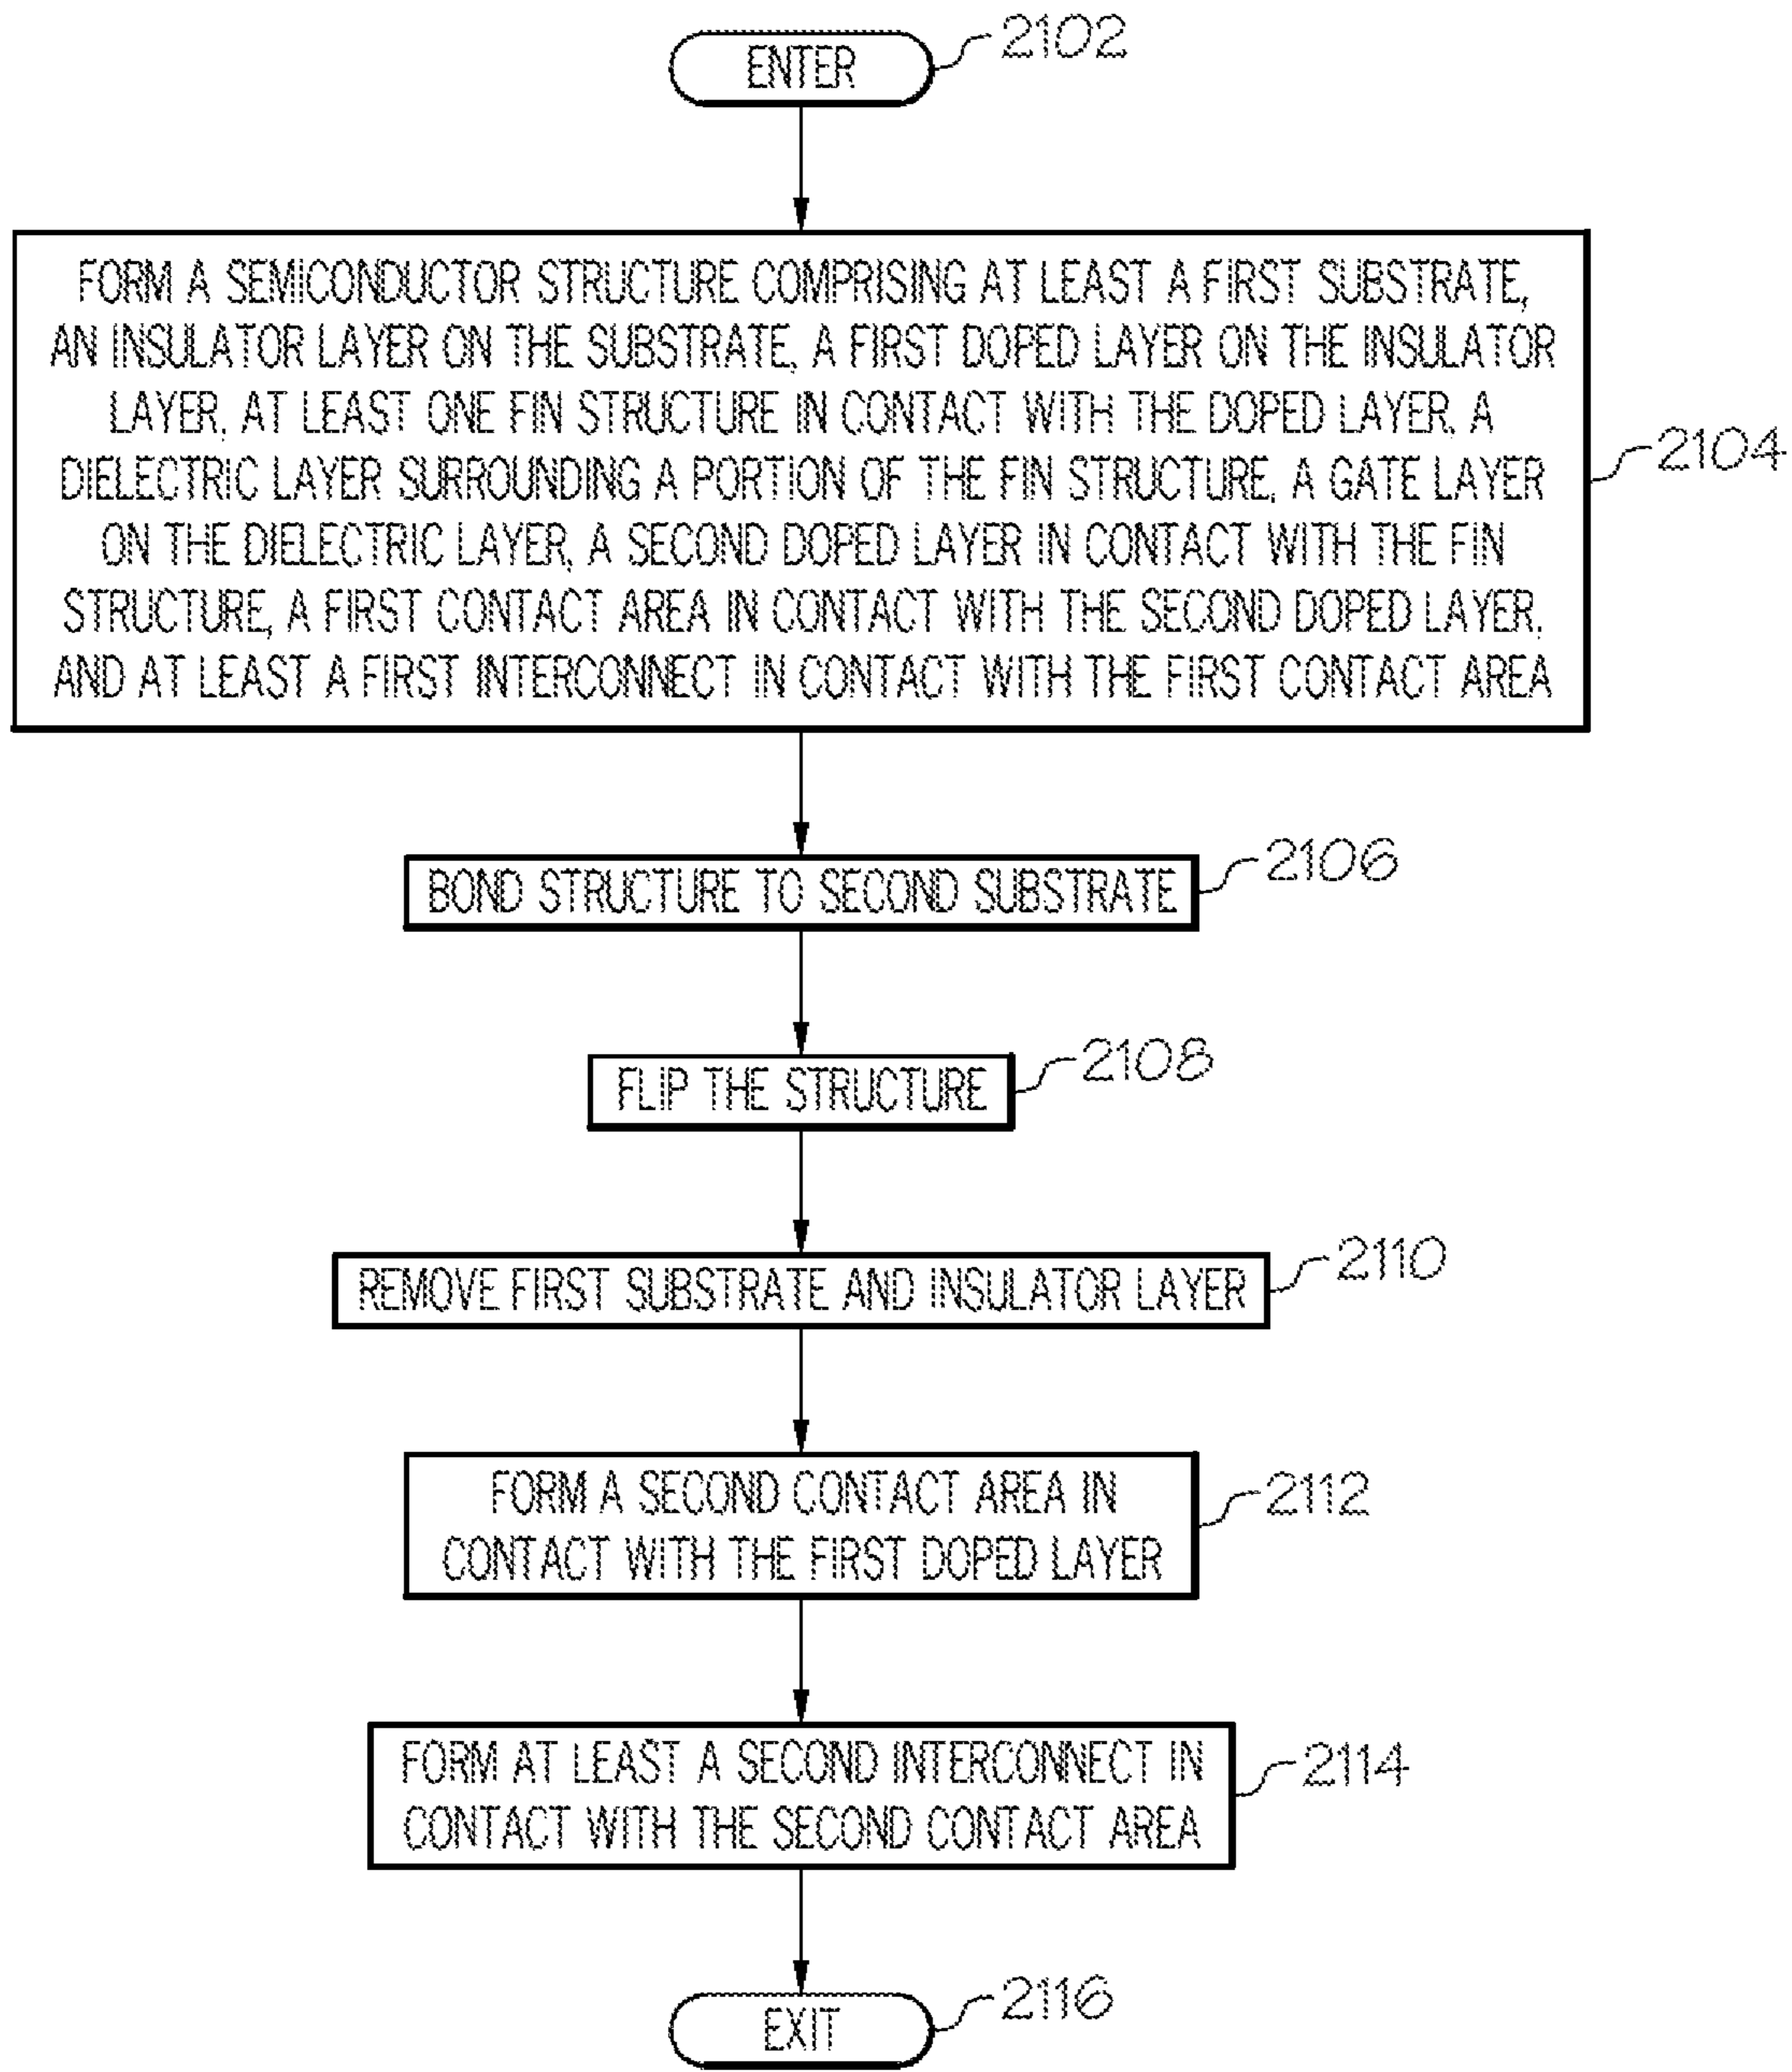 ENTER
2102
FORM A SEMICONDUCTOR STRUCTURE COMPRISING AT LEAST A FIRST SUBSTRATE,
AN INSULATOR LAYER ON THE SUBSTRATE, A FIRST DOPED LAYER ON THE INSULATOR
LAYER, AT LEAST ONE FIN STRUCTURE IN CONTACT WITH THE DOPED LAYER, A
DIELECTRIC LAYER SURROUNDING A PORTION OF THE FIN STRUCTURE, A GATE LAYER
ON THE DIELECTRIC LAYER, A SECOND DOPED LAYER IN CONTACT WITH THE FIN
STRUCTURE, A FIRST CONTACT AREA IN CONTACT WITH THE SECOND DOPED LAYER,
AND AT LEAST A FIRST INTERCONNECT IN CONTACT WITH THE FIRST CONTACT AREA
2104
BOND STRUCTURE TO SECOND SUBSTRATE
2106
FLIP THE STRUCTURE
2108
REMOVE FIRST SUBSTRATE AND INSULATOR LAYER
2110
FORM A SECOND CONTACT AREA IN
CONTACT WITH THE FIRST DOPED LAYER
2112
FORM AT LEAST A SECOND INTERCONNECT IN
CONTACT WITH THE SECOND CONTACT AREA
2114
EXIT
2116